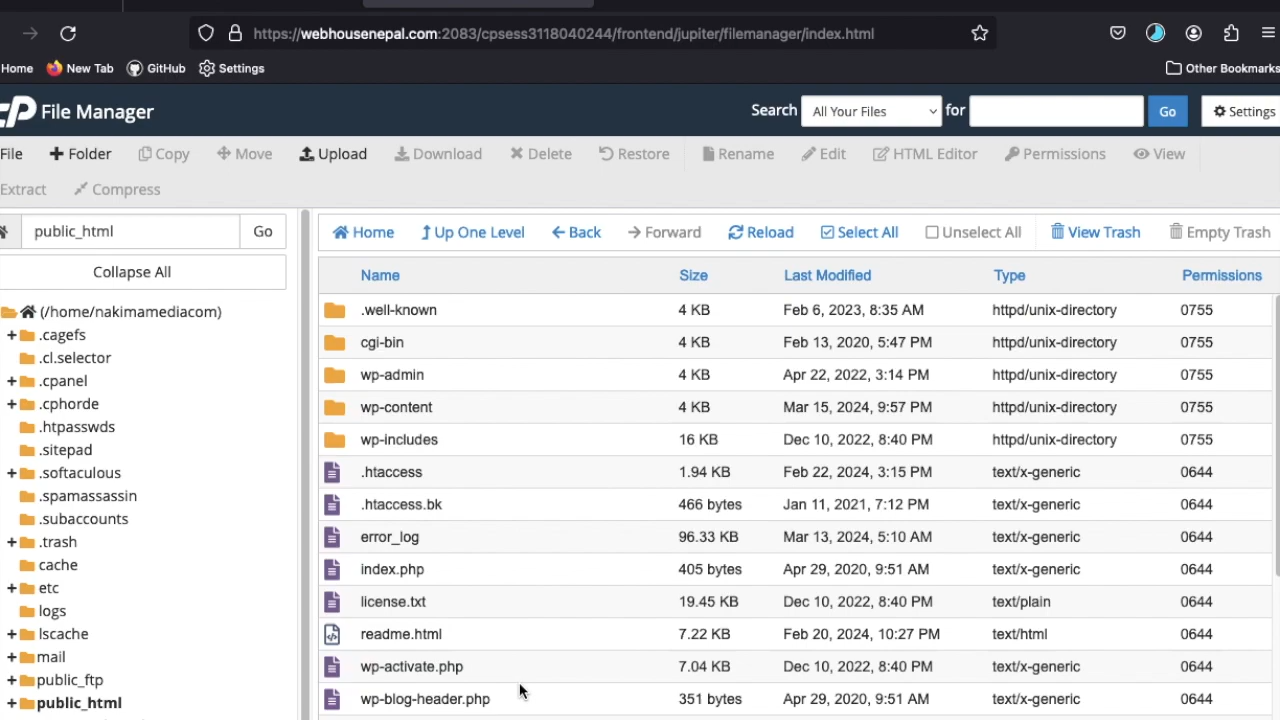 https://webhousenepal.com:2083/cpsess3118040244/frontend/jupiter/filemanager/index.html
Home New Tab GitHub Settings Other Bookmarks
cP File Manager Search All Your Files for Go Settings
File Folder Copy Move Upload Download Delete Restore Rename Edit HTML Editor Permissions View
Extract Compress
public_html Go Home Up One Level Back Forward Reload Select All Unselect All View Trash Empty Trash
Collapse All
Name Size Last Modified Type Permissions
(/home/nakimamediacom)
.cagefs
.cl.selector
.cpanel
.cphorde
.htpasswds
.sitepad
.softaculous
.spamassassin
.subaccounts
.trash
cache
etc
logs
lscache
mail
public_ftp
public_html
.well-known 4 KB Feb 6, 2023, 8:35 AM httpd/unix-directory 0755
cgi-bin 4 KB Feb 13, 2020, 5:47 PM httpd/unix-directory 0755
wp-admin 4 KB Apr 22, 2022, 3:14 PM httpd/unix-directory 0755
wp-content 4 KB Mar 15, 2024, 9:57 PM httpd/unix-directory 0755
wp-includes 16 KB Dec 10, 2022, 8:40 PM httpd/unix-directory 0755
.htaccess 1.94 KB Feb 22, 2024, 3:15 PM text/x-generic 0644
.htaccess.bk 466 bytes Jan 11, 2021, 7:12 PM text/x-generic 0644
error_log 96.33 KB Mar 13, 2024, 5:10 AM text/x-generic 0644
index.php 405 bytes Apr 29, 2020, 9:51 AM text/x-generic 0644
license.txt 19.45 KB Dec 10, 2022, 8:40 PM text/plain 0644
readme.html 7.22 KB Feb 20, 2024, 10:27 PM text/html 0644
wp-activate.php 7.04 KB Dec 10, 2022, 8:40 PM text/x-generic 0644
wp-blog-header.php 351 bytes Apr 29, 2020, 9:51 AM text/x-generic 0644